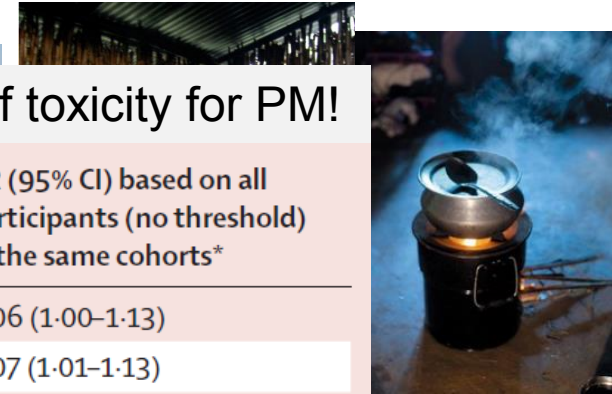 f toxicity for PM!
(95% CI) based on all
rticipants (no threshold)
the same cohorts*
06 (1·00–1·13)
07 (1·01–1·13)